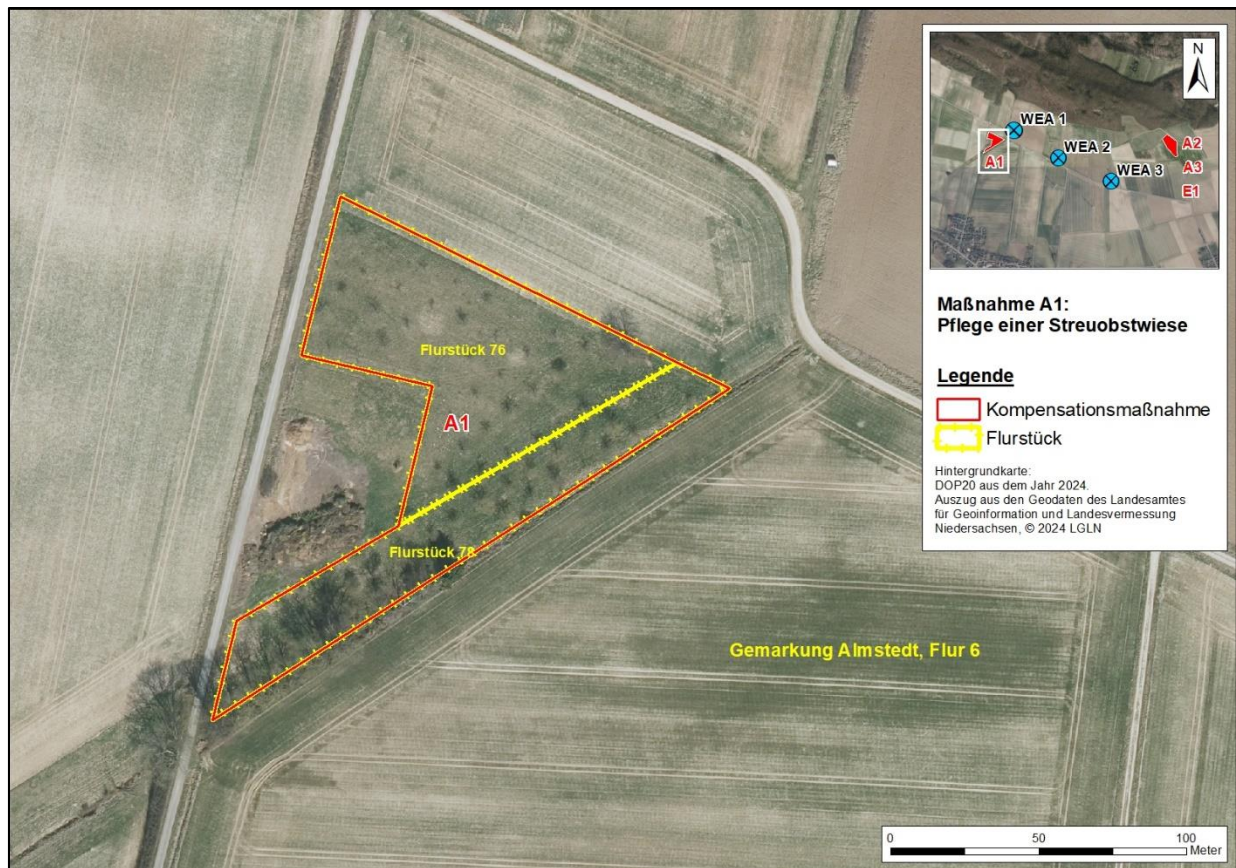 N
WEA 1
WEA 2
WEA 3
A1
A2
A3
E1
Maßnahme A1:
Pflege einer Streuobstwiese
Legende
Kompensationsmaßnahme
Flurstück
Hintergrundkarte:
DOP20 aus dem Jahr 2024.
Auszug aus den Geodaten des Landesamtes
für Geoinformation und Landesvermessung
Niedersachsen, © 2024 LGLN
Flurstück 76
A1
Flurstück 78
Gemarkung Almstedt, Flur 6
0 50 100
Meter